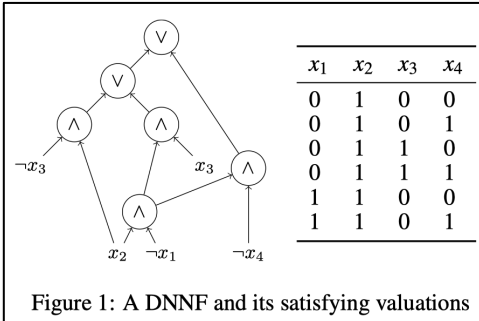 ∨
∨
∧ ∧
¬x₃ x₃ ∧
∧
x₂ ¬x₁ ¬x₄
x₁ x₂ x₃ x₄
0 1 0 0
0 1 0 1
0 1 1 0
0 1 1 1
1 1 0 0
1 1 0 1
Figure 1: A DNNF and its satisfying valuations